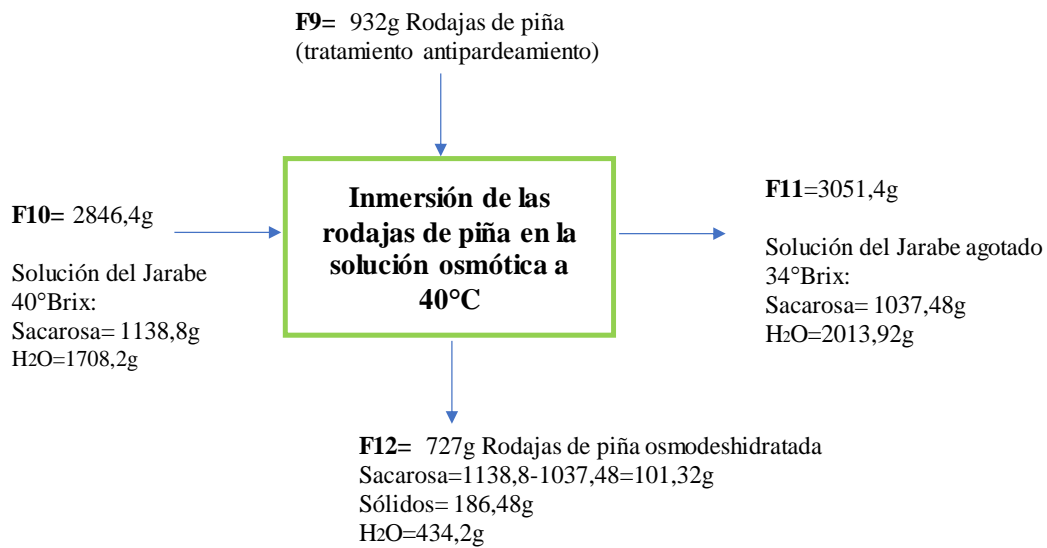 F9= 932g Rodajas de piña
(tratamiento antipardeamiento)
F10= 2846,4g
Solución del Jarabe
40°Brix:
Sacarosa= 1138,8g
H2O=1708,2g
Inmersión de las
rodajas de piña en la
solución osmótica a
40°C
F11=3051,4g
Solución del Jarabe agotado
34°Brix:
Sacarosa= 1037,48g
H2O=2013,92g
F12= 727g Rodajas de piña osmodeshidratada
Sacarosa=1138,8-1037,48=101,32g
Sólidos= 186,48g
H2O=434,2g